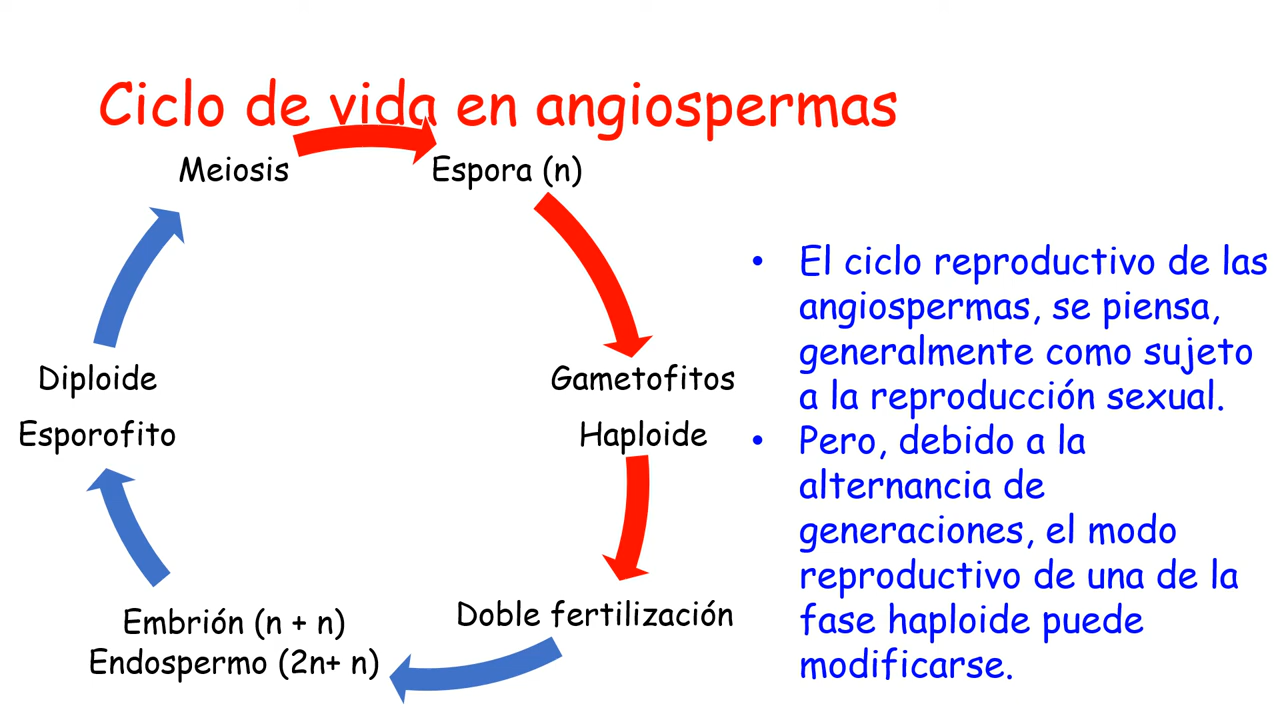 Ciclo de vida en angiospermas
Meiosis
Espora (n)
Gametofitos
Haploide
Doble fertilización
Embrión (n + n)
Endospermo (2n+ n)
Diploide
Esporofito
• El ciclo reproductivo de las
angiospermas, se piensa,
generalmente como sujeto
a la reproducción sexual.
• Pero, debido a la
alternancia de
generaciones, el modo
reproductivo de una de la
fase haploide puede
modificarse.